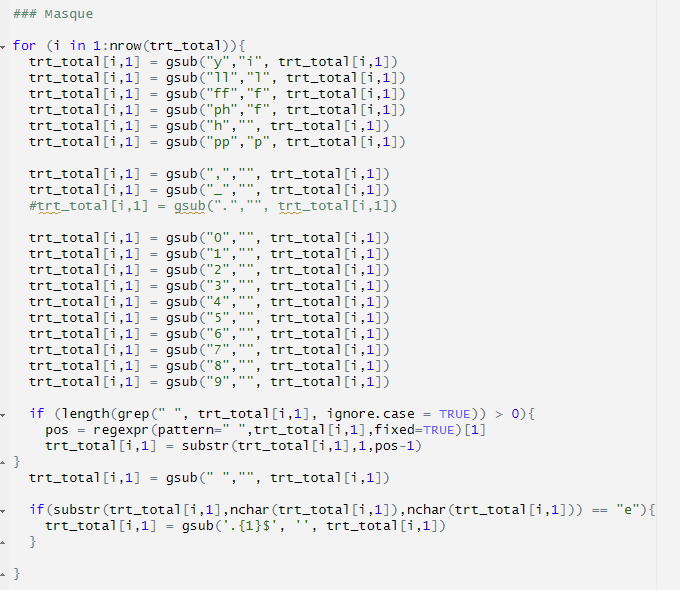 ### Masque
for (i in 1:nrow(trt_total)){
trt_total[i,1] = gsub("y","i", trt_total[i,1])
trt_total[i,1] = gsub("ll","l", trt_total[i,1])
trt_total[i,1] = gsub("ff","f", trt_total[i,1])
trt_total[i,1] = gsub("ph","f", trt_total[i,1])
trt_total[i,1] = gsub("h","", trt_total[i,1])
trt_total[i,1] = gsub("pp","p", trt_total[i,1])
trt_total[i,1] = gsub(",","", trt_total[i,1])
trt_total[i,1] = gsub("_","", trt_total[i,1])
#trt_total[i,1] = gsub(".","", trt_total[i,1])
trt_total[i,1] = gsub("0","", trt_total[i,1])
trt_total[i,1] = gsub("1","", trt_total[i,1])
trt_total[i,1] = gsub("2","", trt_total[i,1])
trt_total[i,1] = gsub("3","", trt_total[i,1])
trt_total[i,1] = gsub("4","", trt_total[i,1])
trt_total[i,1] = gsub("5","", trt_total[i,1])
trt_total[i,1] = gsub("6","", trt_total[i,1])
trt_total[i,1] = gsub("7","", trt_total[i,1])
trt_total[i,1] = gsub("8","", trt_total[i,1])
trt_total[i,1] = gsub("9","", trt_total[i,1])
if (length(grep(" ", trt_total[i,1], ignore.case = TRUE)) > 0){
pos = regexpr(pattern=" ",trt_total[i,1],fixed=TRUE)[1]
trt_total[i,1] = substr(trt_total[i,1],1,pos-1)
}
trt_total[i,1] = gsub(" ","", trt_total[i,1])
if(substr(trt_total[i,1],nchar(trt_total[i,1]),nchar(trt_total[i,1])) == "e"){
trt_total[i,1] = gsub('.{1}$', '', trt_total[i,1])
}
}